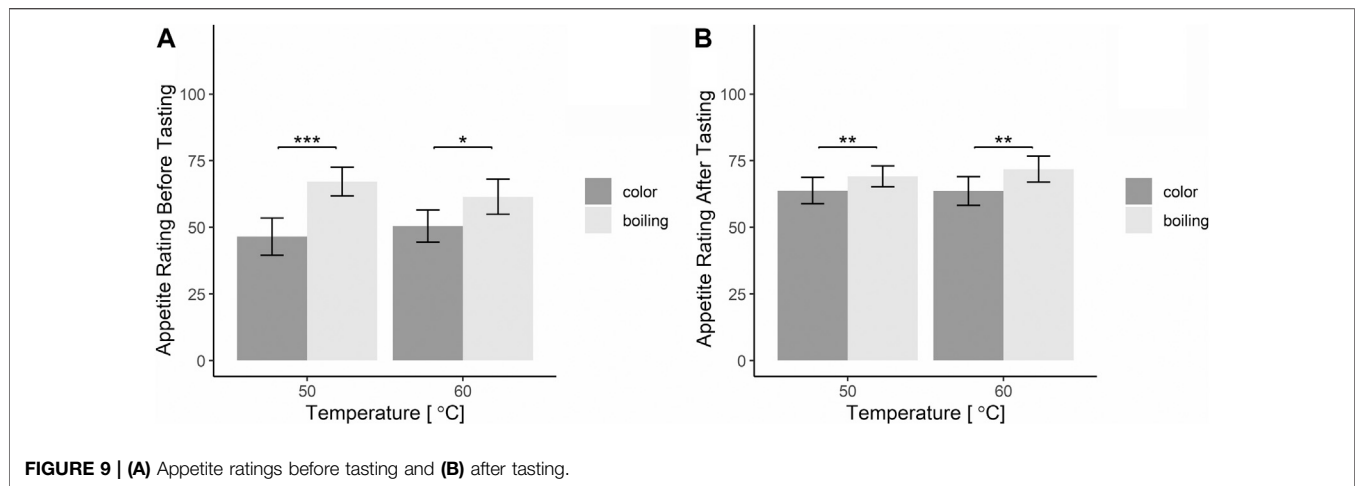 A
Appetite Rating Before Tasting
100
75
50
25
0
***
*
50
60
Temperature [ °C]
color
boiling
B
Appetite Rating After Tasting
100
75
50
25
0
**
**
50
60
Temperature [ °C]
color
boiling
FIGURE 9 | (A) Appetite ratings before tasting and (B) after tasting.